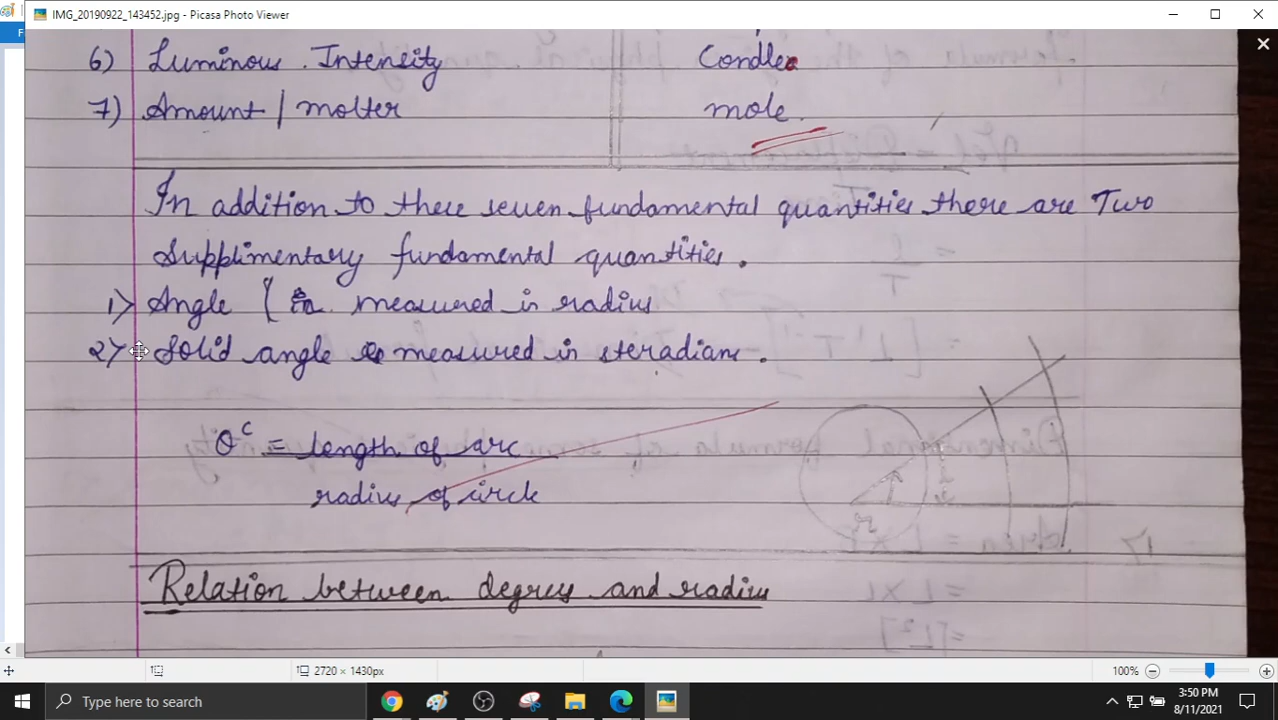 IMG_20190922_143452.jpg - Picasa Photo Viewer
6) Luminous . Intensity Condlea
7) Amount / molter mole.
In addition to these seven fundamental quantities there are Two
Supplimentary fundamental quantities .
1) Angle ( in measured in radius
2) Solid angle measured in steradians .
θc = length of arc
radius of circle
Relation between degrees and radius
2720 × 1430px
100%
Type here to search
3:50 PM
8/11/2021